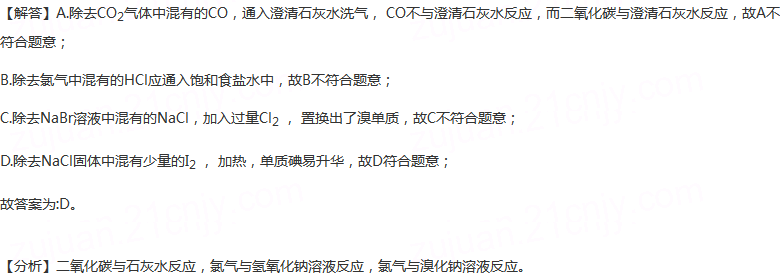 【解答】A.除去CO₂气体中混有的CO，通入澄清石灰水洗气， CO不与澄清石灰水反应，而二氧化碳与澄清石灰水反应，故A不
符合题意；
B.除去氯气中混有的HCl应通入饱和食盐水中，故B不符合题意；
C.除去NaBr溶液中混有的NaCl，加入过量Cl₂ ， 置换出了溴单质，故C不符合题意；
D.除去NaCl固体中混有少量的I₂ ， 加热，单质碘易升华，故D符合题意；
故答案为:D。
【分析】二氧化碳与石灰水反应，氯气与氢氧化钠溶液反应，氯气与溴化钠溶液反应。